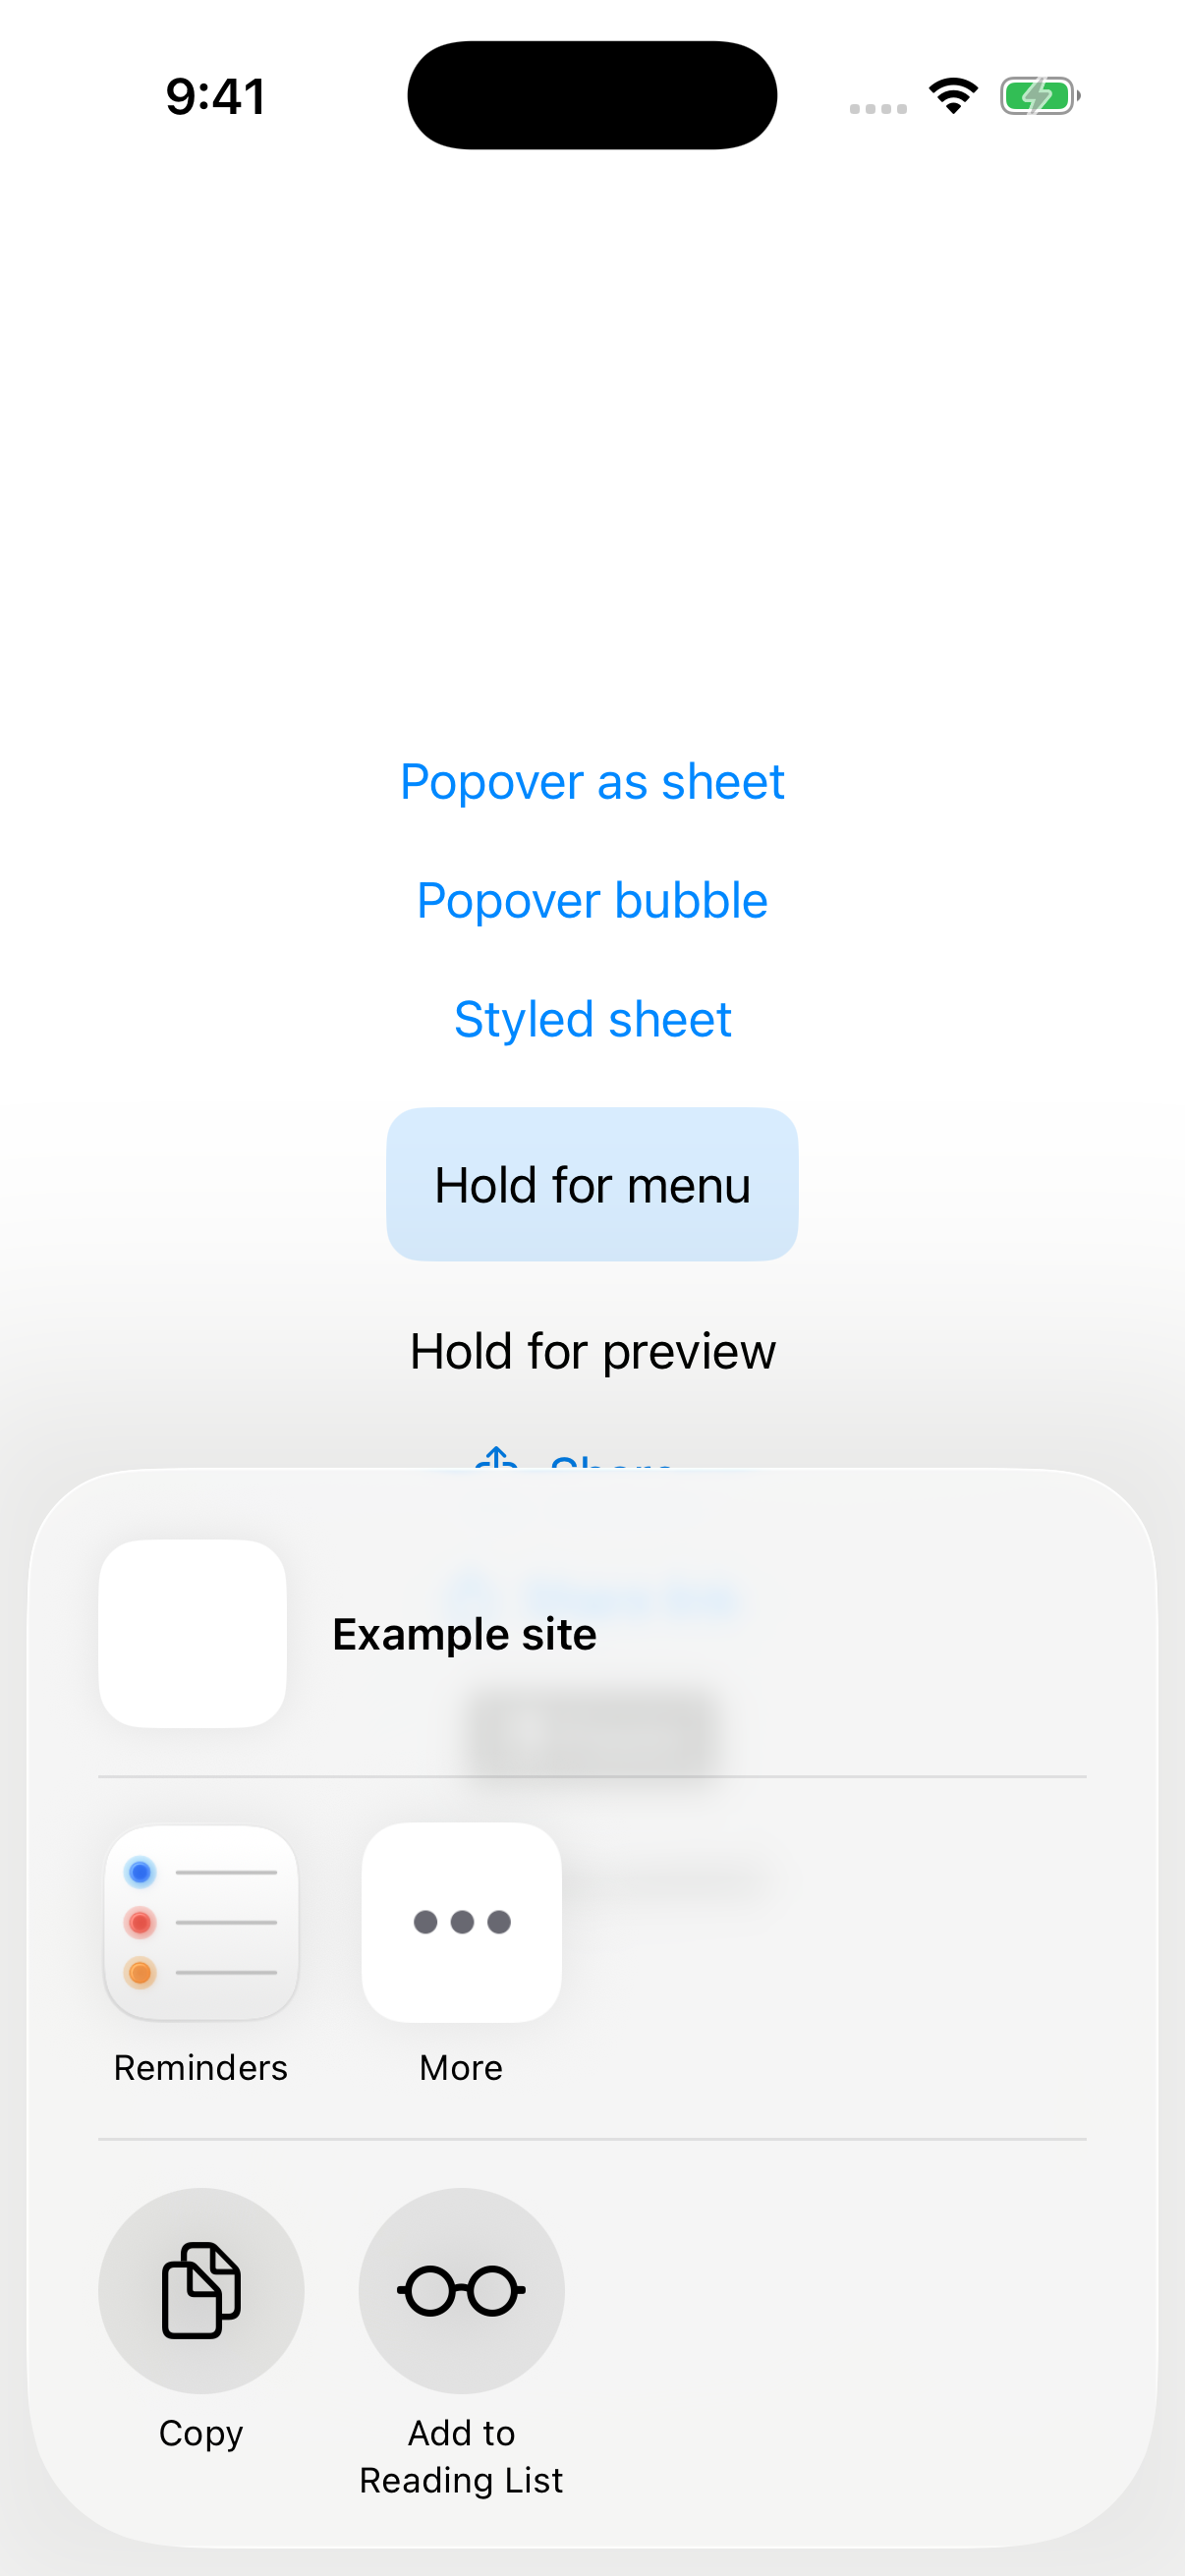 9:41
Popover as sheet
Popover bubble
Styled sheet
Hold for menu
Hold for preview
Share
Example site
Reminders
More
Copy
Add to
Reading List